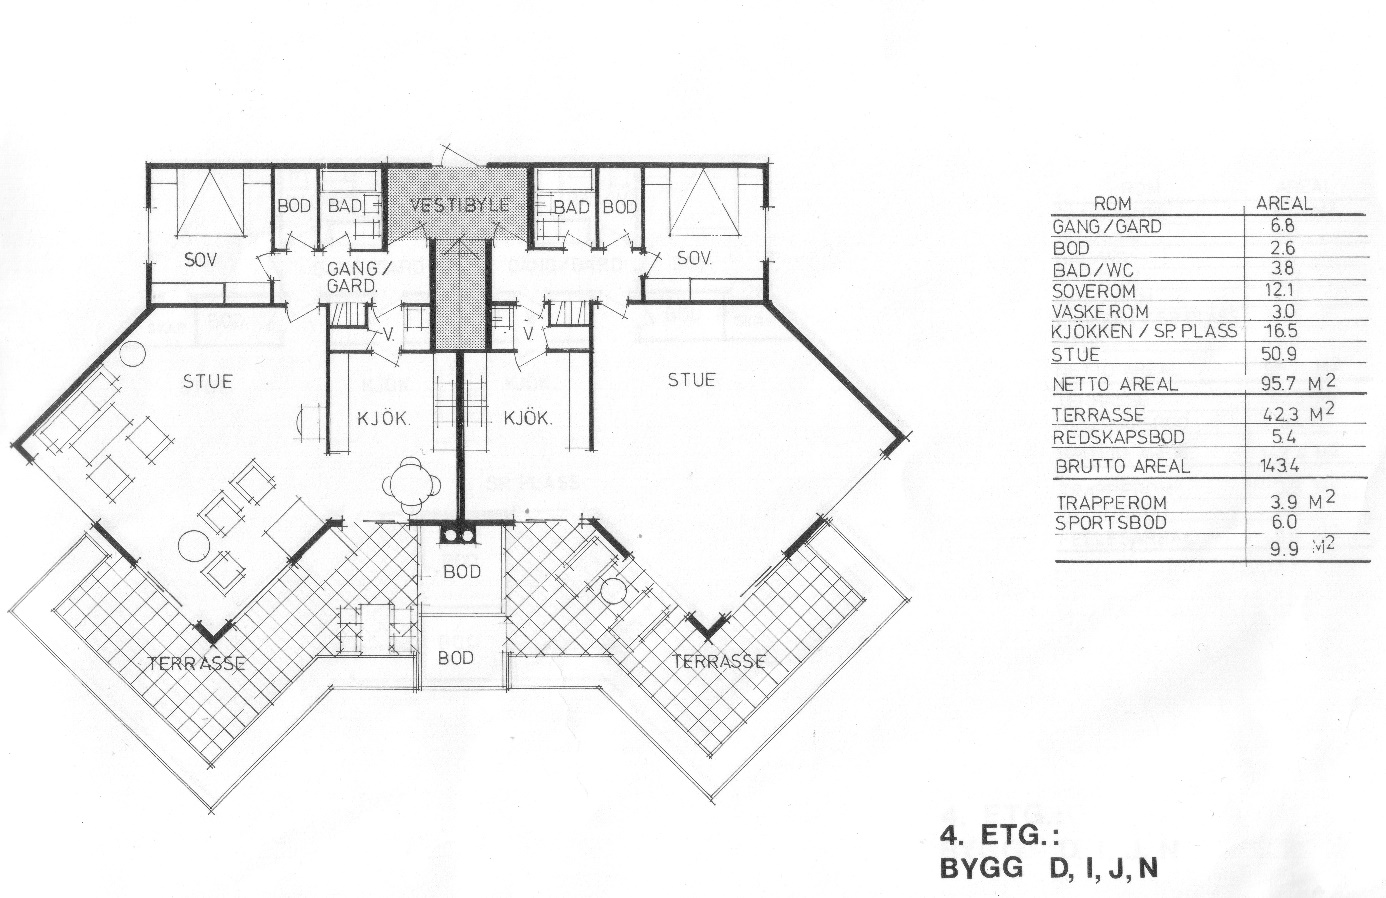 BOD
BAD
VESTIBYLE
BAD
BOD
SOV
GANG/
GARD.
SOV.
V.
V.
STUE
STUE
KJÖK.
KJÖK.
BOD
BOD
TERRASSE
TERRASSE
ROM AREAL
GANG/GARD 6.8
BOD 2.6
BAD/WC 3.8
SOVEROM 12.1
VASKEROM 3.0
KJÖKKEN / SP. PLASS 16.5
STUE 50.9
NETTO AREAL 95.7 M2
TERRASSE 42.3 M2
REDSKAPSBOD 5.4
BRUTTO AREAL 143.4
TRAPPEROM 3.9 M2
SPORTSBOD 6.0
9.9 M2
4. ETG.:
BYGG D, I, J, N